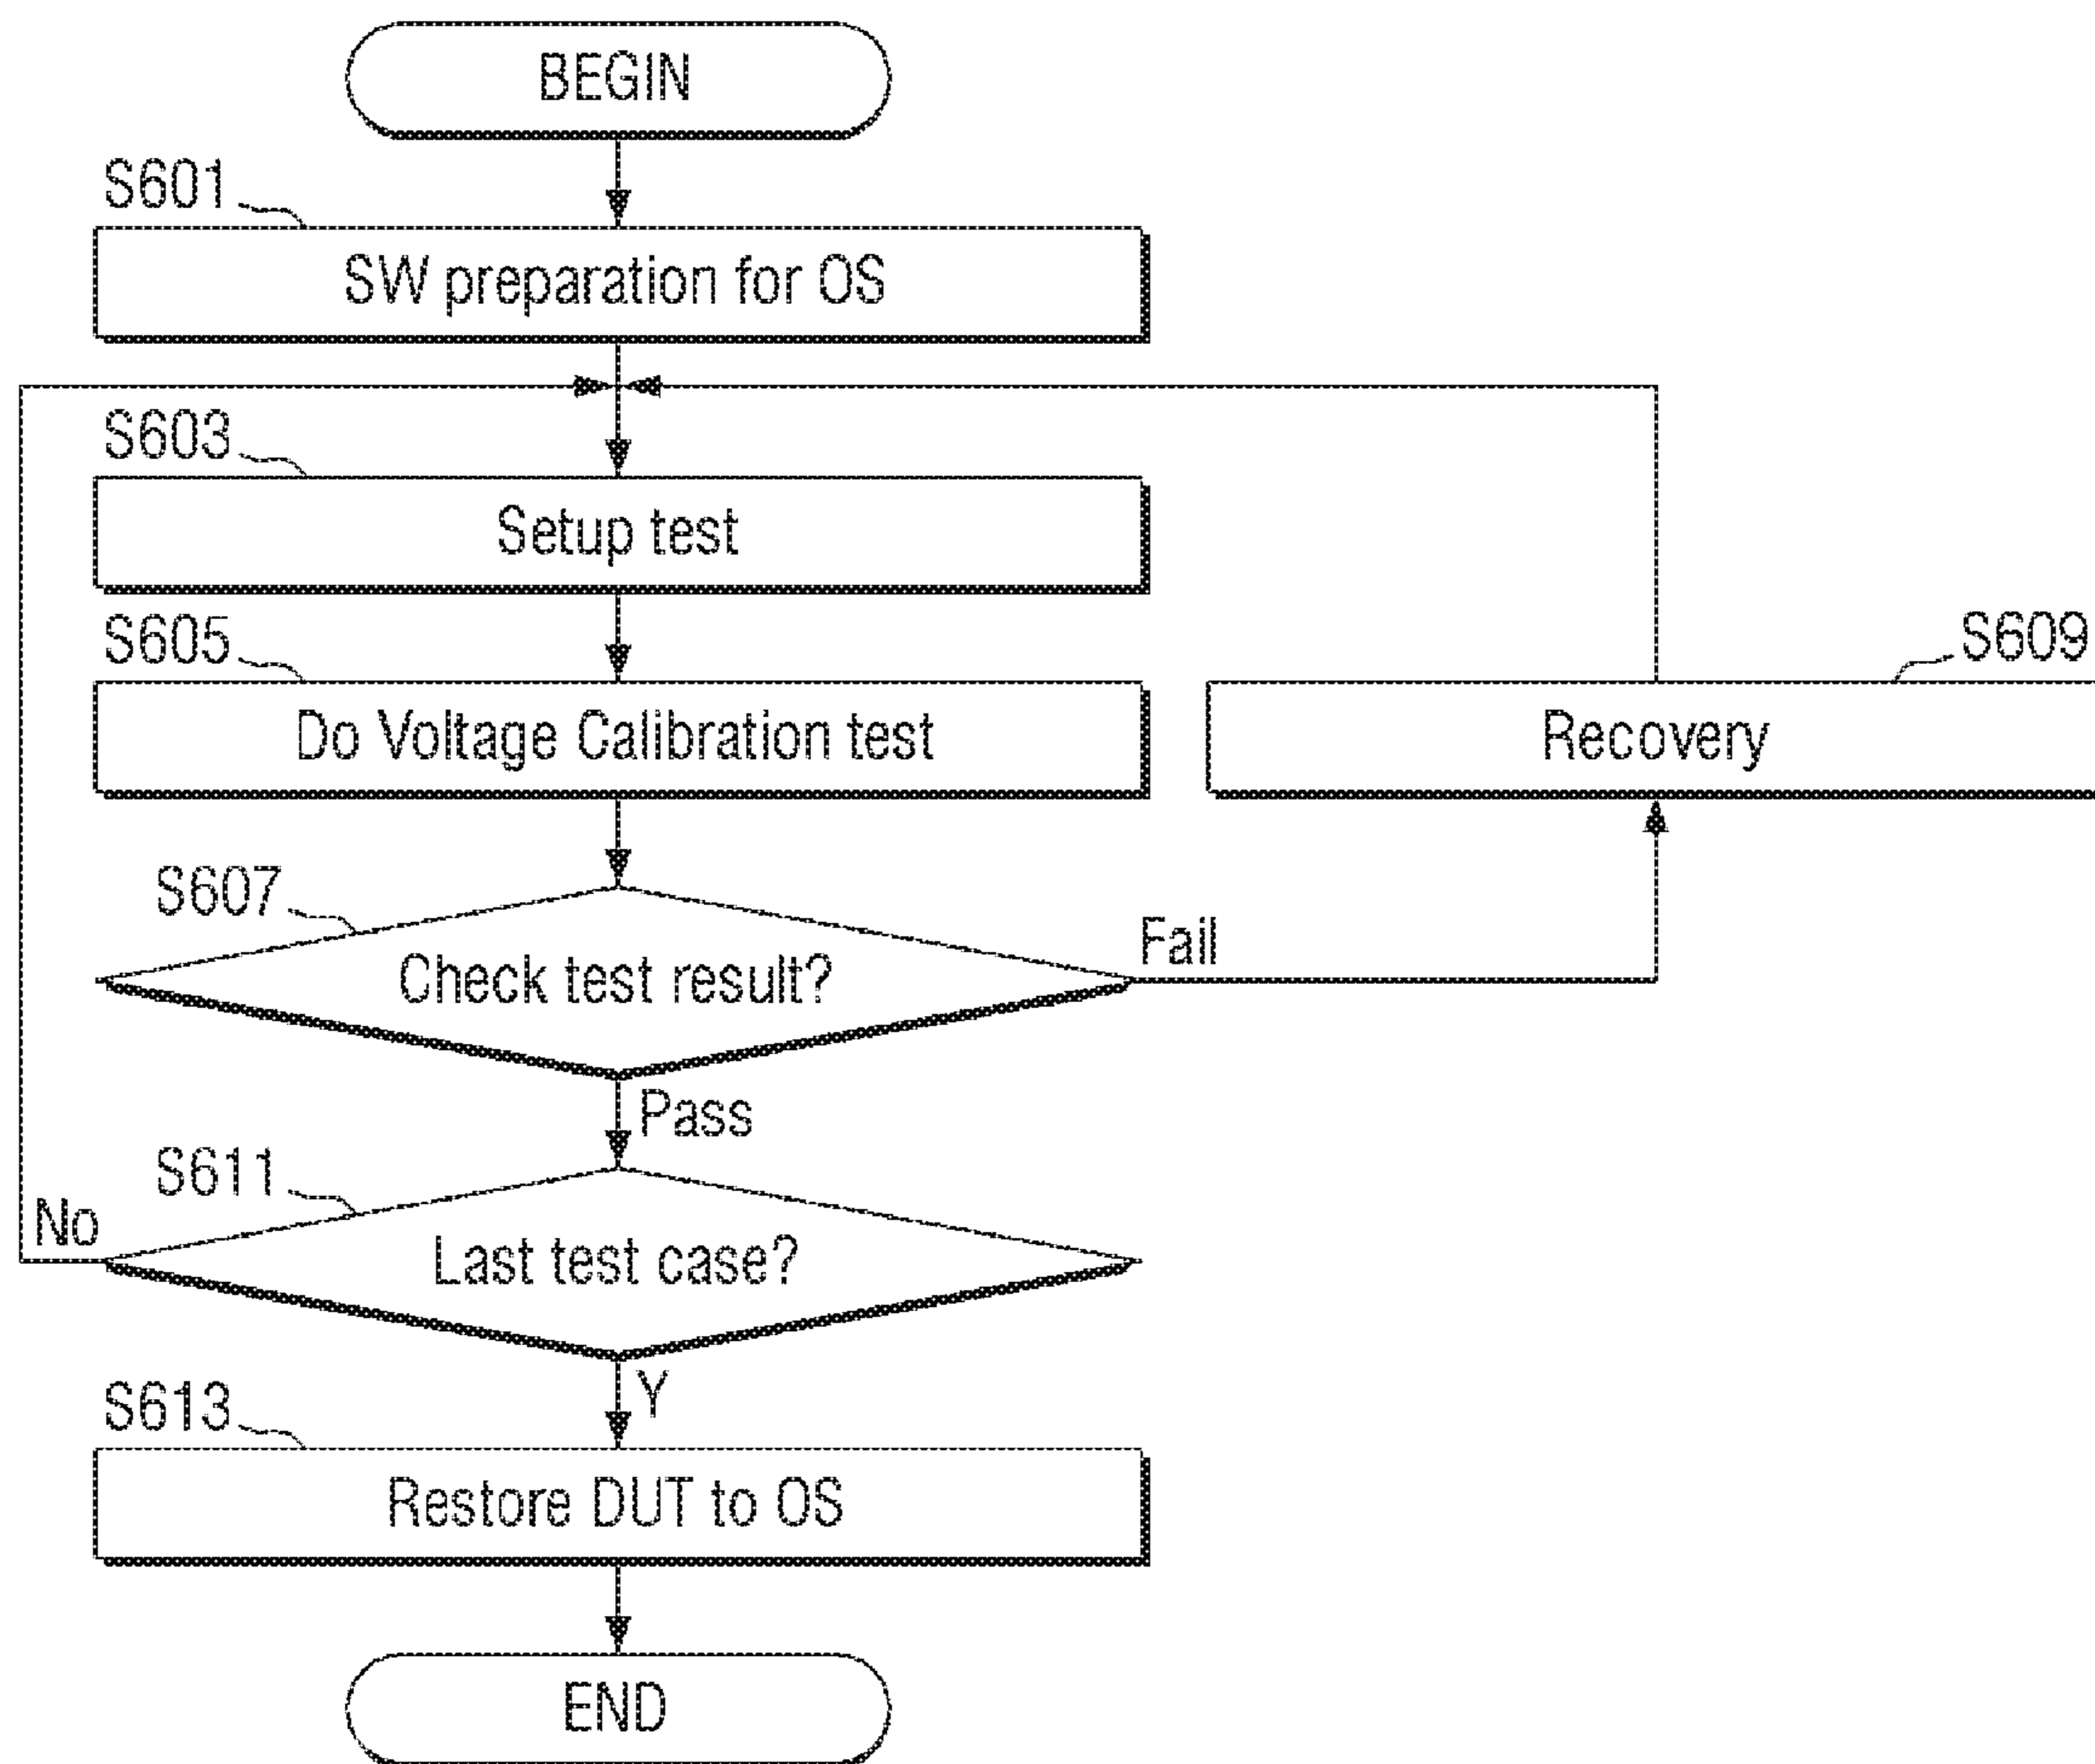 BEGIN
S601
SW preparation for OS
S603
Setup test
S605
Do Voltage Calibration test
S609
Recovery
S607
Check test result?
Fail
Pass
S611
No
Last test case?
Y
S613
Restore DUT to OS
END